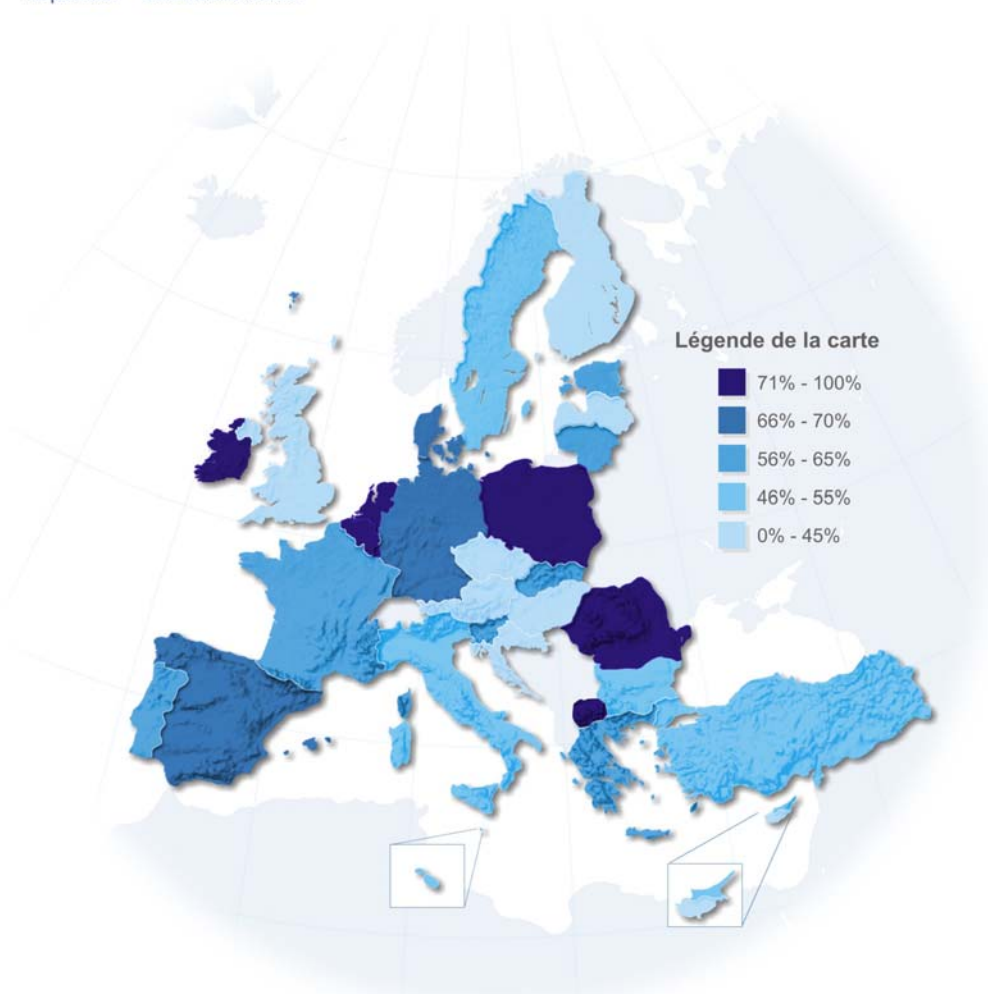 Légende de la carte
71% - 100%
66% - 70%
56% - 65%
46% - 55%
0% - 45%